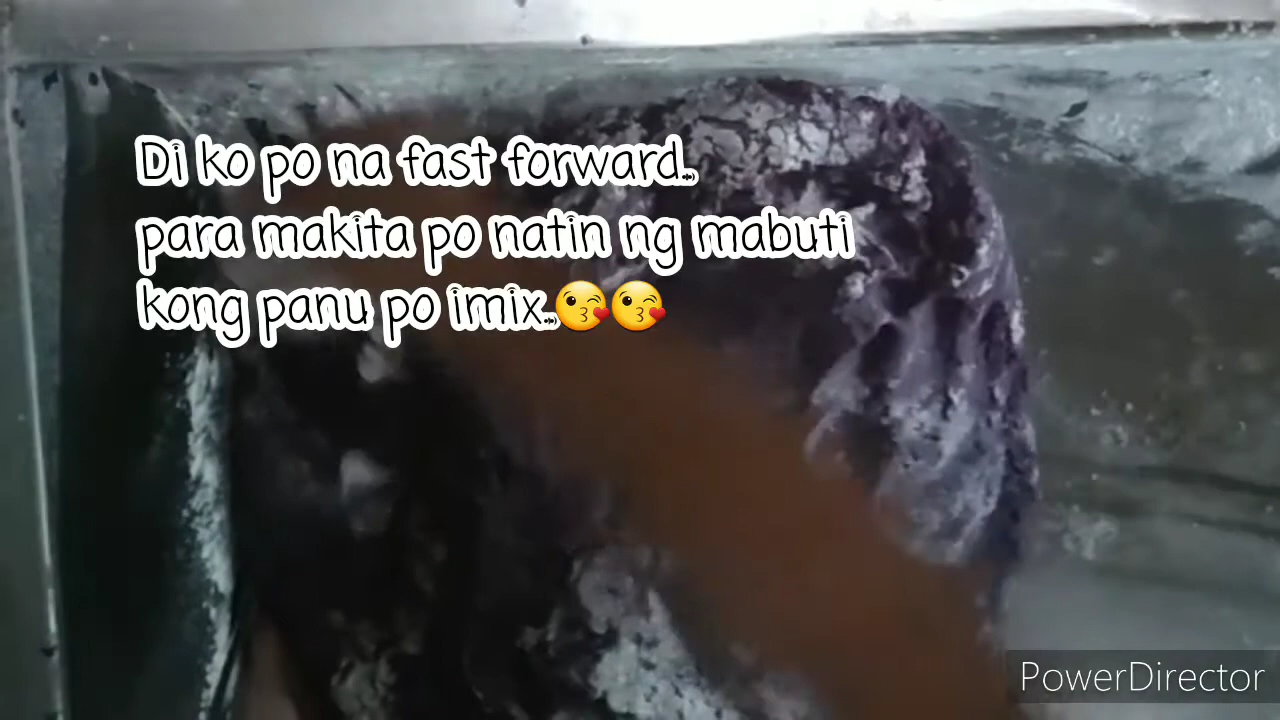 Di ko po na fast forward..
para makita po natin ng mabuti
kong panu po imix..😘😘
PowerDirector